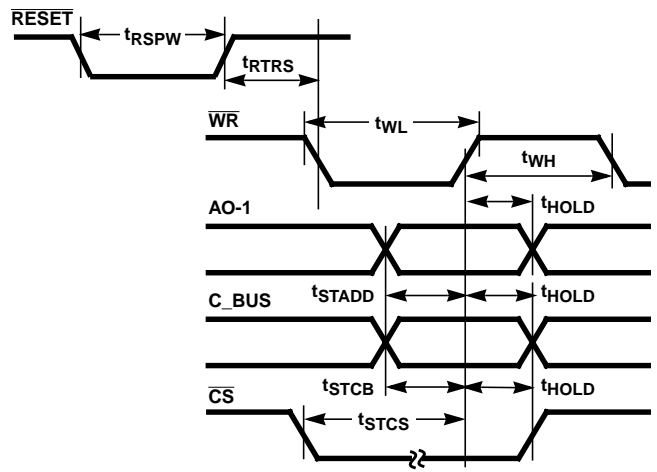 RESET
tRSPW
tRTRS
WR
tWL
tWH
AO-1
tHOLD
C_BUS
tSTADD
tHOLD
CS
tSTCB
tHOLD
tSTCS